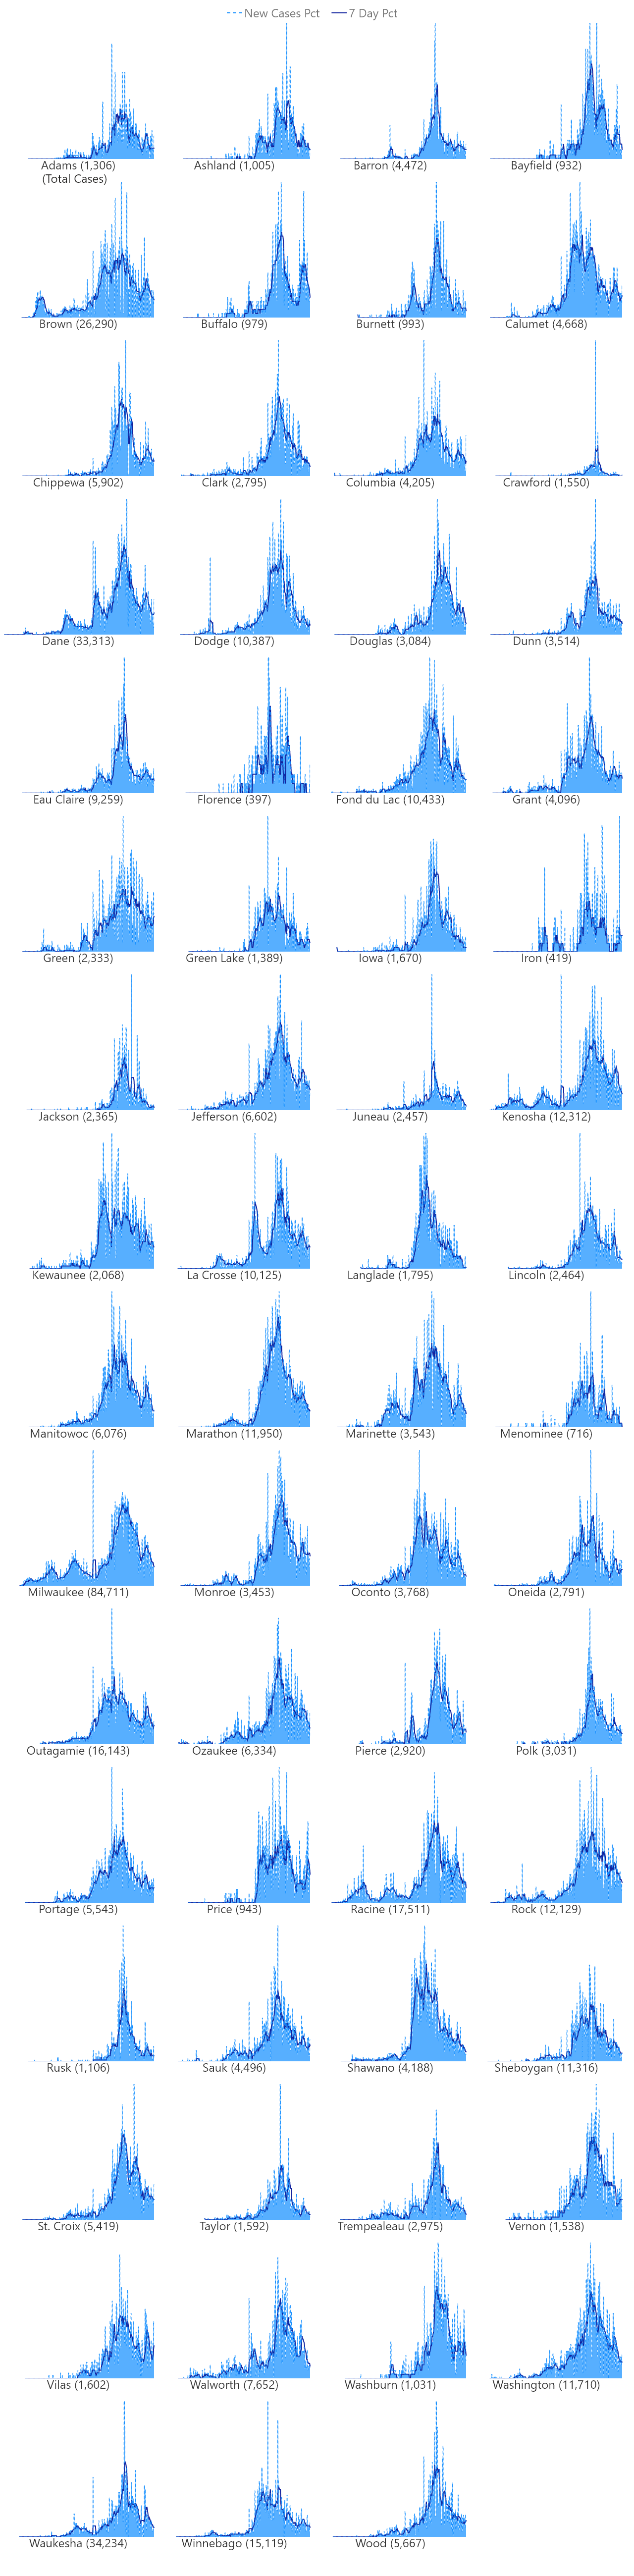 New Cases Pct 7 Day Pct
Adams (1,306) Ashland (1,005) Barron (4,472) Bayfield (932)
(Total Cases)
Brown (26,290) Buffalo (979) Burnett (993) Calumet (4,668)
Chippewa (5,902) Clark (2,795) Columbia (4,205) Crawford (1,550)
Dane (33,313) Dodge (10,387) Douglas (3,084) Dunn (3,514)
Eau Claire (9,259) Florence (397) Fond du Lac (10,433) Grant (4,096)
Green (2,333) Green Lake (1,389) Iowa (1,670) Iron (419)
Jackson (2,365) Jefferson (6,602) Juneau (2,457) Kenosha (12,312)
Kewaunee (2,068) La Crosse (10,125) Langlade (1,795) Lincoln (2,464)
Manitowoc (6,076) Marathon (11,950) Marinette (3,543) Menominee (716)
Milwaukee (84,711) Monroe (3,453) Oconto (3,768) Oneida (2,791)
Outagamie (16,143) Ozaukee (6,334) Pierce (2,920) Polk (3,031)
Portage (5,543) Price (943) Racine (17,511) Rock (12,129)
Rusk (1,106) Sauk (4,496) Shawano (4,188) Sheboygan (11,316)
St. Croix (5,419) Taylor (1,592) Trempealeau (2,975) Vernon (1,538)
Vilas (1,602) Walworth (7,652) Washburn (1,031) Washington (11,710)
Waukesha (34,234) Winnebago (15,119) Wood (5,667)